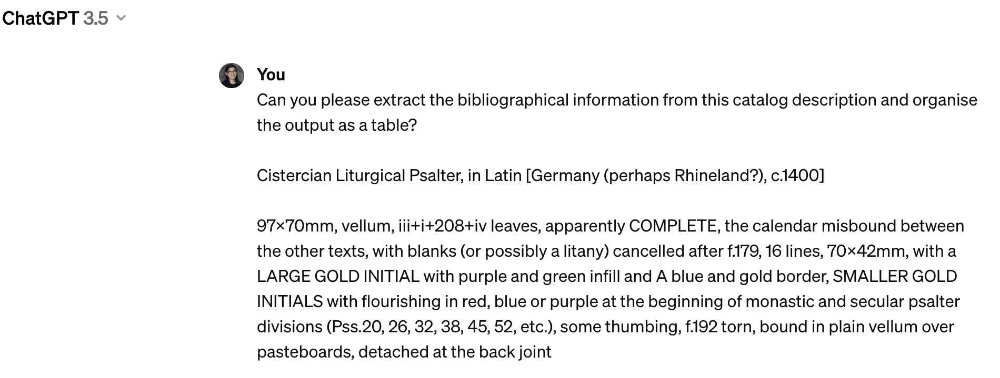 ChatGPT 3.5
You
Can you please extract the bibliographical information from this catalog description and organise
the output as a table?
Cistercian Liturgical Psalter, in Latin [Germany (perhaps Rhineland?), c.1400]
97×70mm, vellum, iii+i+208+iv leaves, apparently COMPLETE, the calendar misbound between
the other texts, with blanks (or possibly a litany) cancelled after f.179, 16 lines, 70×42mm, with a
LARGE GOLD INITIAL with purple and green infill and A blue and gold border, SMALLER GOLD
INITIALS with flourishing in red, blue or purple at the beginning of monastic and secular psalter
divisions (Pss.20, 26, 32, 38, 45, 52, etc.), some thumbing, f.192 torn, bound in plain vellum over
pasteboards, detached at the back joint